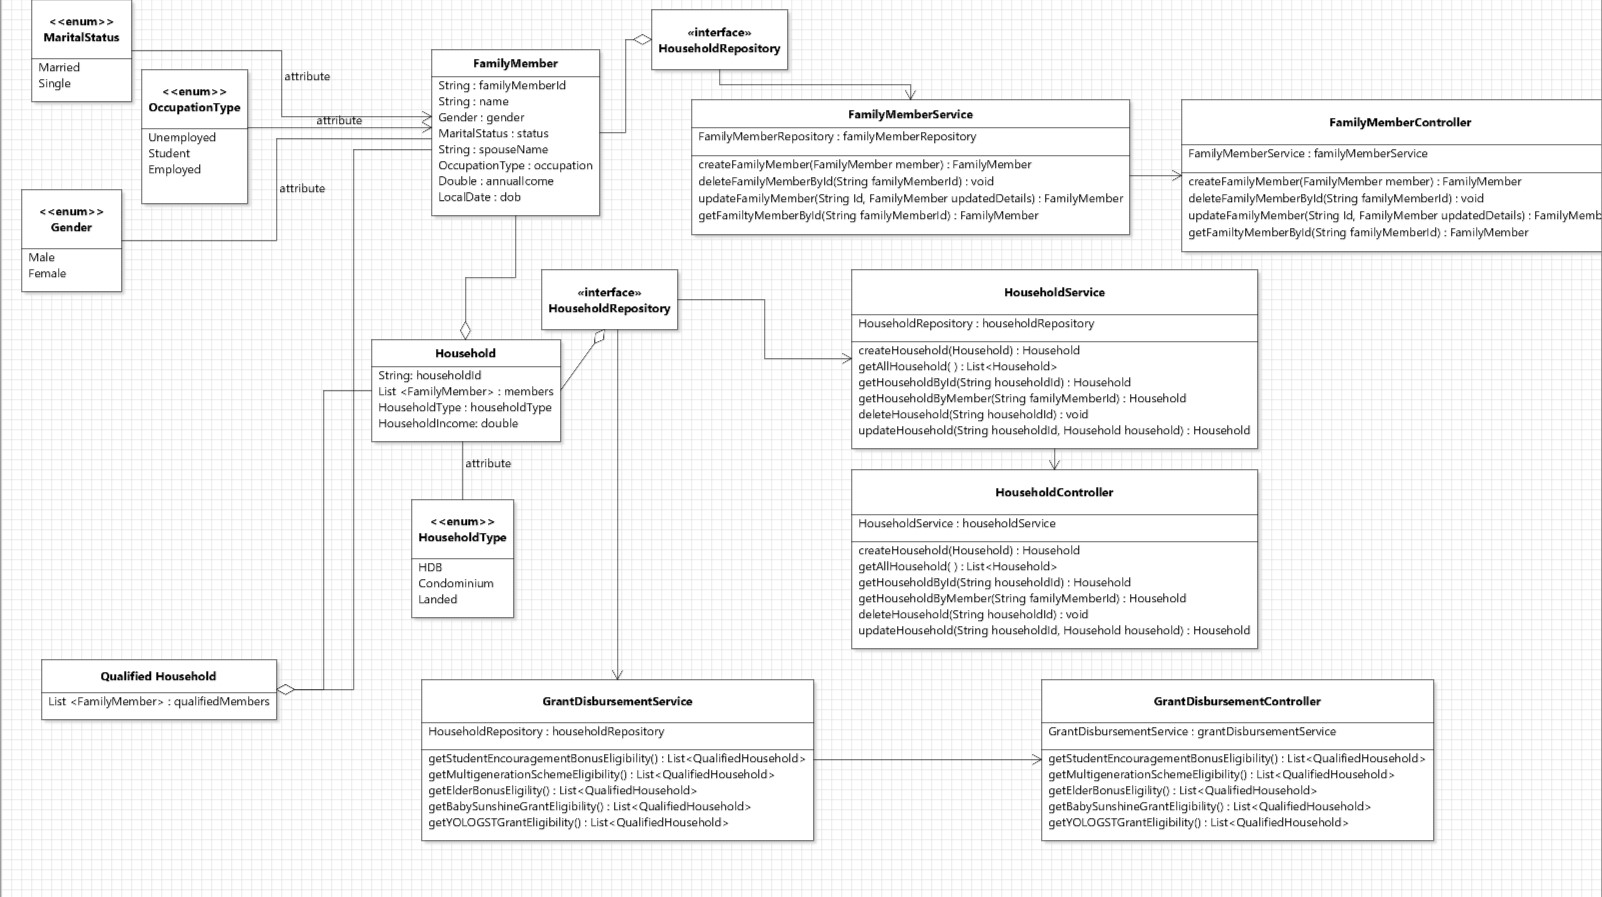 <<enum>>
MaritalStatus
Married
Single
<<enum>>
OccupationType
Unemployed
Student
Employed
<<enum>>
Gender
Male
Female
attribute
attribute
attribute
FamilyMember
String : familyMemberId
String : name
Gender : gender
MaritalStatus : status
String : spouseName
OccupationType : occupation
Double : annualIcome
LocalDate : dob
«interface»
HouseholdRepository
FamilyMemberService
FamilyMemberRepository : familyMemberRepository
createFamilyMember(FamilyMember member) : FamilyMember
deleteFamilyMemberById(String familyMemberId) : void
updateFamilyMember(String Id, FamilyMember updatedDetails) : FamilyMember
getFamiltyMemberById(String familyMemberId) : FamilyMember
FamilyMemberController
FamilyMemberService : familyMemberService
createFamilyMember(FamilyMember member) : FamilyMember
deleteFamilyMemberById(String familyMemberId) : void
updateFamilyMember(String Id, FamilyMember updatedDetails) : FamilyMemb
getFamiltyMemberById(String familyMemberId) : FamilyMember
«interface»
HouseholdRepository
Household
String: householdId
List <FamilyMember> : members
HouseholdType : householdType
HouseholdIncome: double
attribute
<<enum>>
HouseholdType
HDB
Condominium
Landed
HouseholdService
HouseholdRepository : householdRepository
createHousehold(Household) : Household
getAllHousehold( ) : List<Household>
getHouseholdById(String householdId) : Household
getHouseholdByMember(String familyMemberId) : Household
deleteHousehold(String householdId) : void
updateHousehold(String householdId, Household household) : Household
HouseholdController
HouseholdService : householdService
createHousehold(Household) : Household
getAllHousehold( ) : List<Household>
getHouseholdById(String householdId) : Household
getHouseholdByMember(String familyMemberId) : Household
deleteHousehold(String householdId) : void
updateHousehold(String householdId, Household household) : Household
Qualified Household
List <FamilyMember> : qualifiedMembers
GrantDisbursementService
HouseholdRepository : householdRepository
getStudentEncouragementBonusEligibility() : List<QualifiedHousehold>
getMultigenerationSchemeEligibility() : List<QualifiedHousehold>
getElderBonusEligility() : List<QualifiedHousehold>
getBabySunshineGrantEligibility() : List<QualifiedHousehold>
getYOLOGSTGrantEligibility() : List<QualifiedHousehold>
GrantDisbursementController
GrantDisbursementService : grantDisbursementService
getStudentEncouragementBonusEligibility() : List<QualifiedHousehold>
getMultigenerationSchemeEligibility() : List<QualifiedHousehold>
getElderBonusEligility() : List<QualifiedHousehold>
getBabySunshineGrantEligibility() : List<QualifiedHousehold>
getYOLOGSTGrantEligibility() : List<QualifiedHousehold>